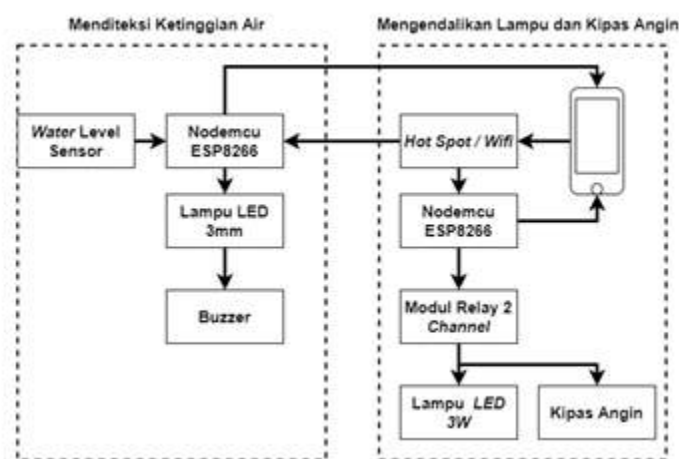 Menditeksi Ketinggian Air
Mengendalikan Lampu dan Kipas Angin
Water Level
Sensor
Nodemcu
ESP8266
Lampu LED
3mm
Buzzer
Hot Spot / Wifi
Nodemcu
ESP8266
Modul Relay 2
Channel
Lampu LED
3W
Kipas Angin